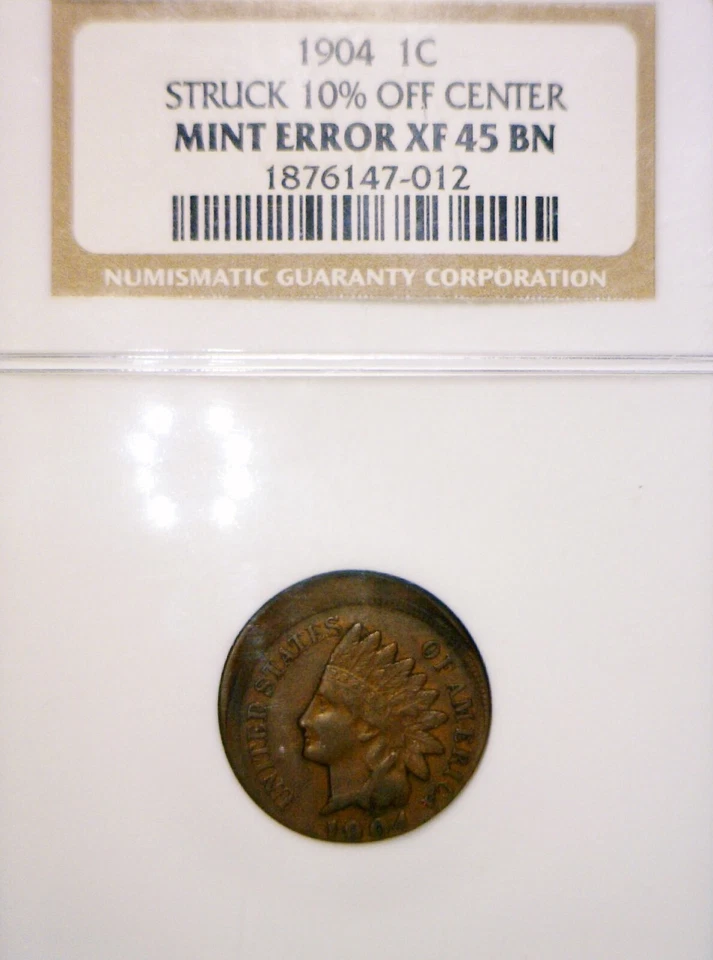 1904 1C
STRUCK 10% OFF CENTER
MINT ERROR XF 45 BN
1876147-012
NUMISMATIC GUARANTY CORPORATION
UNITED STATES OF AMERICA
1904